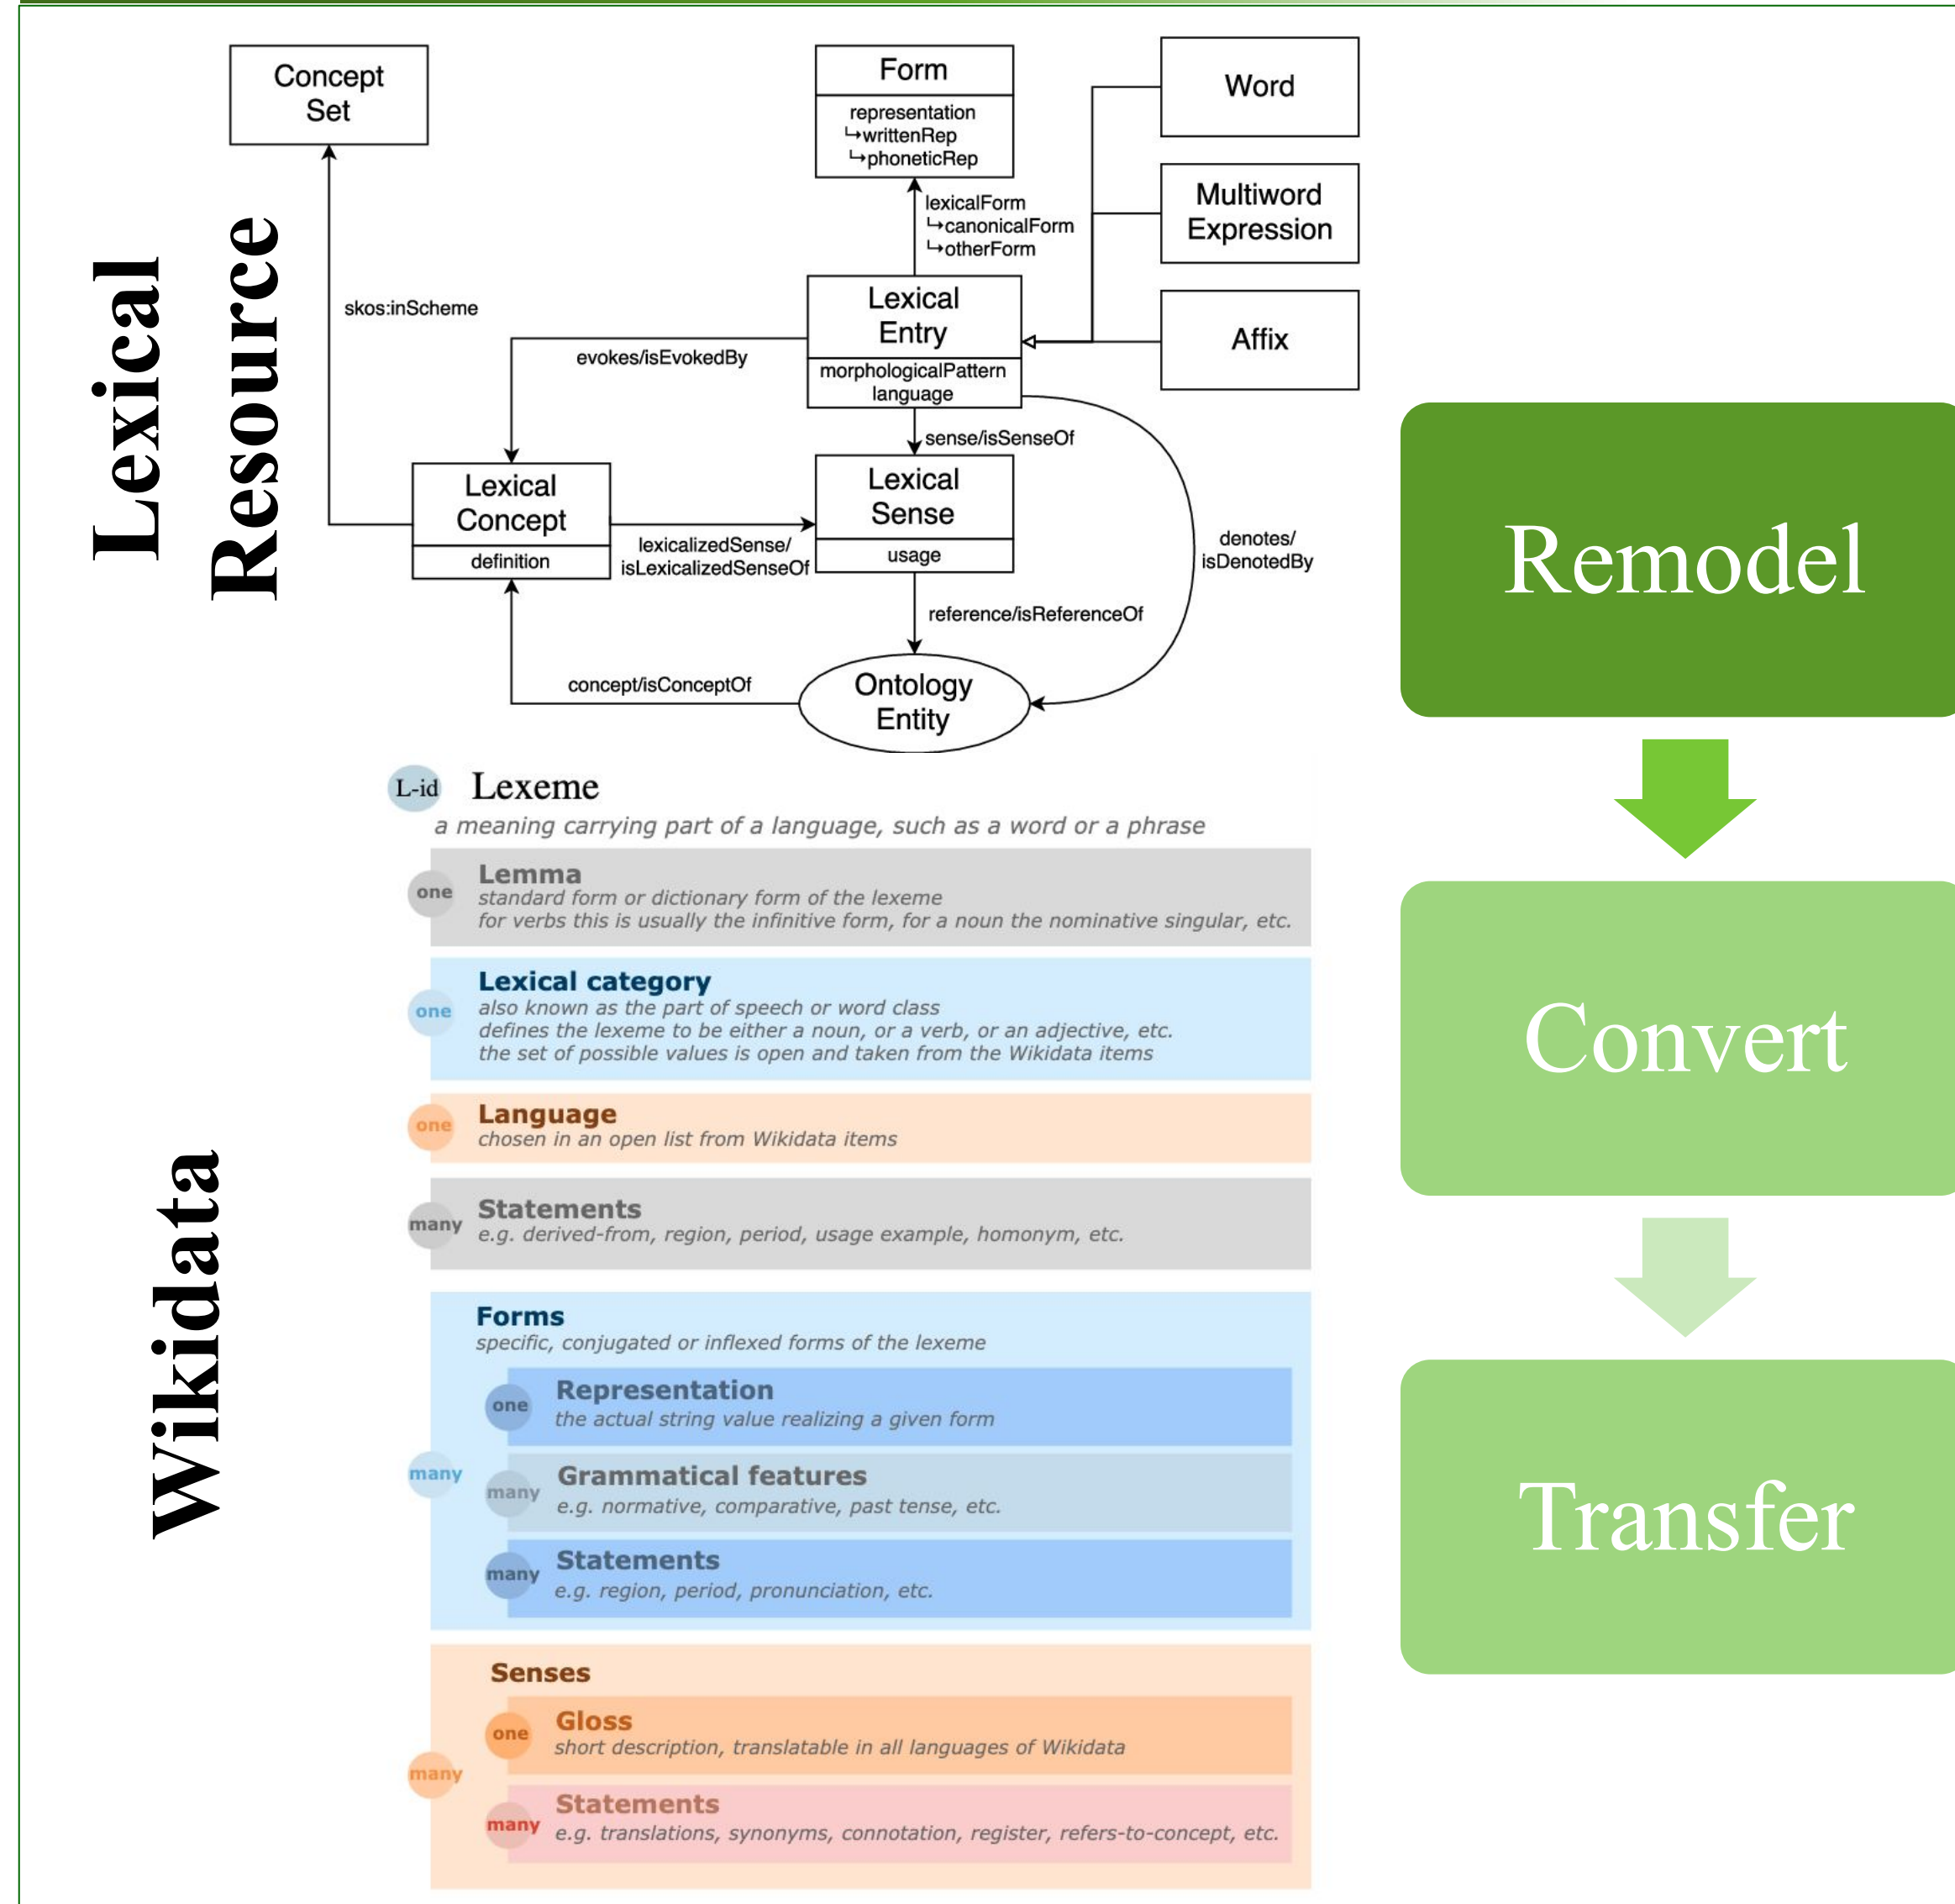 Lexical
Resource
Concept
Set
Form
representation
↳writtenRep
↳phoneticRep
Word
Multiword
Expression
Affix
lexicalForm
↳canonicalForm
↳otherForm
skos:inScheme
Lexical
Entry
morphologicalPattern
language
evokes/isEvokedBy
sense/isSenseOf
Lexical
Concept
definition
lexicalizedSense/
isLexicalizedSenseOf
Lexical
Sense
usage
denotes/
isDenotedBy
reference/isReferenceOf
concept/isConceptOf
Ontology
Entity
Remodel
Convert
Transfer
Wikidata
L-id Lexeme
a meaning carrying part of a language, such as a word or a phrase
one
Lemma
standard form or dictionary form of the lexeme
for verbs this is usually the infinitive form, for a noun the nominative singular, etc.
one
Lexical category
also known as the part of speech or word class
defines the lexeme to be either a noun, or a verb, or an adjective, etc.
the set of possible values is open and taken from the Wikidata items
one
Language
chosen in an open list from Wikidata items
many
Statements
e.g. derived-from, region, period, usage example, homonym, etc.
many
Forms
specific, conjugated or inflexed forms of the lexeme
one
Representation
the actual string value realizing a given form
many
Grammatical features
e.g. normative, comparative, past tense, etc.
many
Statements
e.g. region, period, pronunciation, etc.
many
Senses
one
Gloss
short description, translatable in all languages of Wikidata
many
Statements
e.g. translations, synonyms, connotation, register, refers-to-concept, etc.